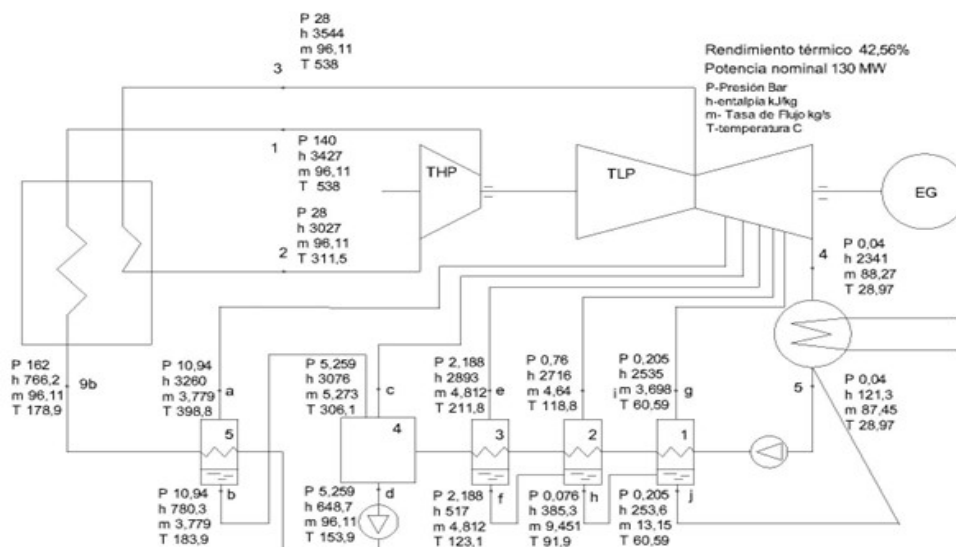 P 28
h 3544
m 96,11
T 538
3
Rendimiento térmico 42,56%
Potencia nominal 130 MW
P-Presión Bar
h-entalpía kJ/kg
m- Tasa de Flujo kg/s
T-temperatura C
1
P 140
h 3427
m 96,11
T 538
THP
TLP
EG
P 28
h 3027
m 96,11
T 311,5
2
4
P 0,04
h 2341
m 88,27
T 28,97
P 162
h 766,2
m 96,11
T 178,9
9b
P 10,94
h 3260
m 3,779
T 398,8
a
P 5,259
h 3076
m 5,273
T 306,1
c
P 2,188
h 2893
m 4,812
T 211,8
e
P 0,76
h 2716
m 4,64
T 118,8
i
P 0,205
h 2535
m 3,698
T 60,59
g
5
P 0,04
h 121,3
m 87,45
T 28,97
5
4
3
2
1
P 10,94
h 780,3
m 3,779
T 183,9
b
P 5,259
h 648,7
m 96,11
T 153,9
d
P 2,188
h 517
m 4,812
T 123,1
f
P 0,076
h 385,3
m 9,451
T 91,9
h
P 0,205
h 253,6
m 13,15
T 60,59
j